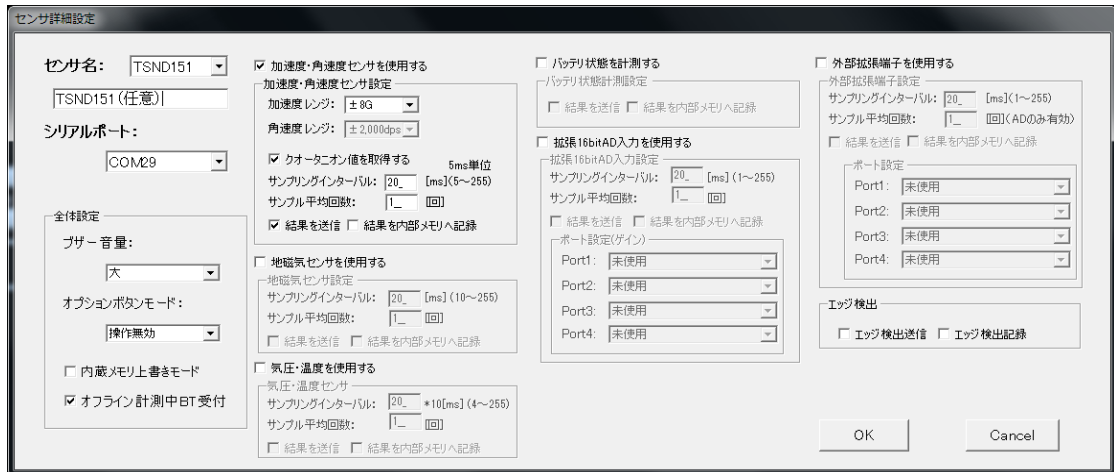 センサ詳細設定
センサ名： TSND151
TSND151(任意)
シリアルポート：
COM29
全体設定
ブザー音量：
大
オプションボタンモード：
操作無効
内蔵メモリ上書きモード
オフライン計測中BT受付
加速度・角速度センサを使用する
加速度・角速度センサ設定
加速度レンジ： ±8G
角速度レンジ： ±2,000dps
クオータニオン値を取得する
5ms単位
サンプリングインターバル： 20_ [ms](5～255)
サンプル平均回数： 1__ [回]
結果を送信 結果を内部メモリへ記録
地磁気センサを使用する
地磁気センサ設定
サンプリングインターバル： 20_ [ms](10～255)
サンプル平均回数： 1__ [回]
結果を送信 結果を内部メモリへ記録
気圧・温度を使用する
気圧・温度センサ
サンプリングインターバル： 20_ *10[ms](4～255)
サンプル平均回数： 1__ [回]
結果を送信 結果を内部メモリへ記録
バッテリ状態を計測する
バッテリ状態計測設定
結果を送信 結果を内部メモリへ記録
拡張16bitAD入力を使用する
拡張16bitAD入力設定
サンプリングインターバル： 20_ [ms](1～255)
サンプル平均回数： 1__ [回]
結果を送信 結果を内部メモリへ記録
ポート設定(ゲイン)
Port1: 未使用
Port2: 未使用
Port3: 未使用
Port4: 未使用
外部拡張端子を使用する
外部拡張端子設定
サンプリングインターバル： 20_ [ms](1～255)
サンプル平均回数： 1__ [回](ADのみ有効)
結果を送信 結果を内部メモリへ記録
ポート設定
Port1: 未使用
Port2: 未使用
Port3: 未使用
Port4: 未使用
エッジ検出
エッジ検出送信 エッジ検出記録
OK Cancel